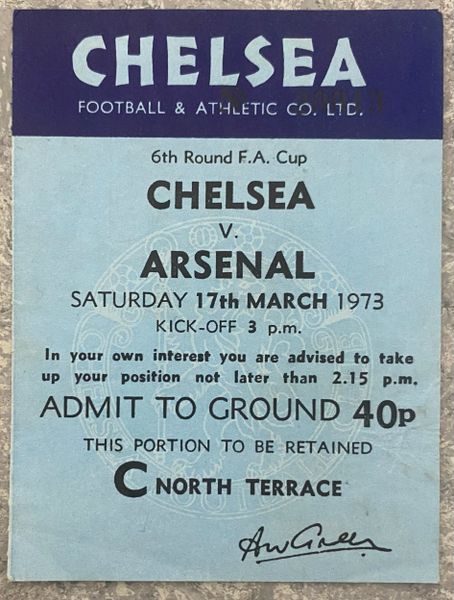 CHELSEA
FOOTBALL & ATHLETIC CO. LTD.
6th Round F.A. Cup
CHELSEA
V.
ARSENAL
SATURDAY 17th MARCH 1973
KICK-OFF 3 p.m.
In your own interest you are advised to take
up your position not later than 2.15 p.m.
ADMIT TO GROUND 40p
THIS PORTION TO BE RETAINED
C NORTH TERRACE